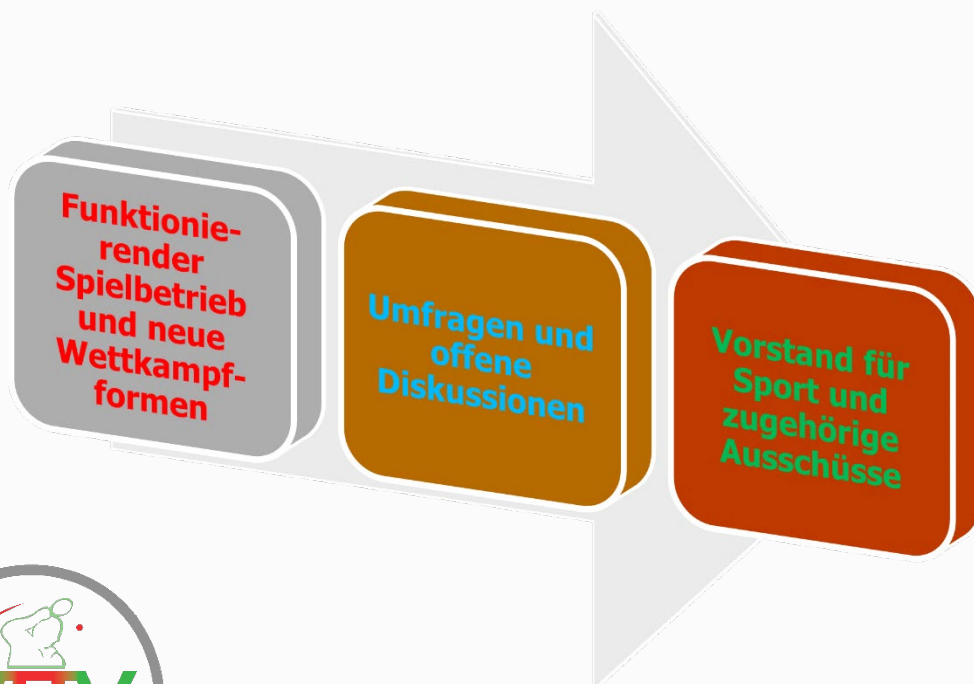 Funktionie-
render
Spielbetrieb
und neue
Wettkampf-
formen
Umfragen und
offene
Diskussionen
Vorstand für
Sport und
zugehörige
Ausschüsse